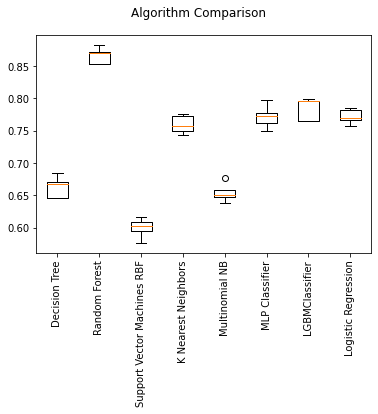 Algorithm Comparison
0.85
0.80
0.75
0.70
0.65
0.60
Decision Tree
Random Forest
Support Vector Machines RBF
K Nearest Neighbors
Multinomial NB
MLP Classifier
LGBMClassifier
Logistic Regression